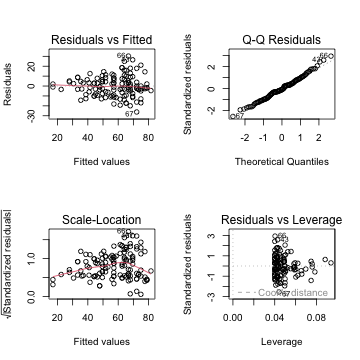 Residuals vs Fitted
Residuals
30
0
-30
66
67
20 40 60 80
Fitted values
Q-Q Residuals
Standardized residuals
2
0
-2
66
67
-2 -1 0 1 2
Theoretical Quantiles
Scale-Location
√|Standardized residuals|
0.0 1.0
66
20 40 60 80
Fitted values
Residuals vs Leverage
Standardized residuals
3
1
-1
-3
66
67
Cook's distance
0.00 0.04 0.08
Leverage